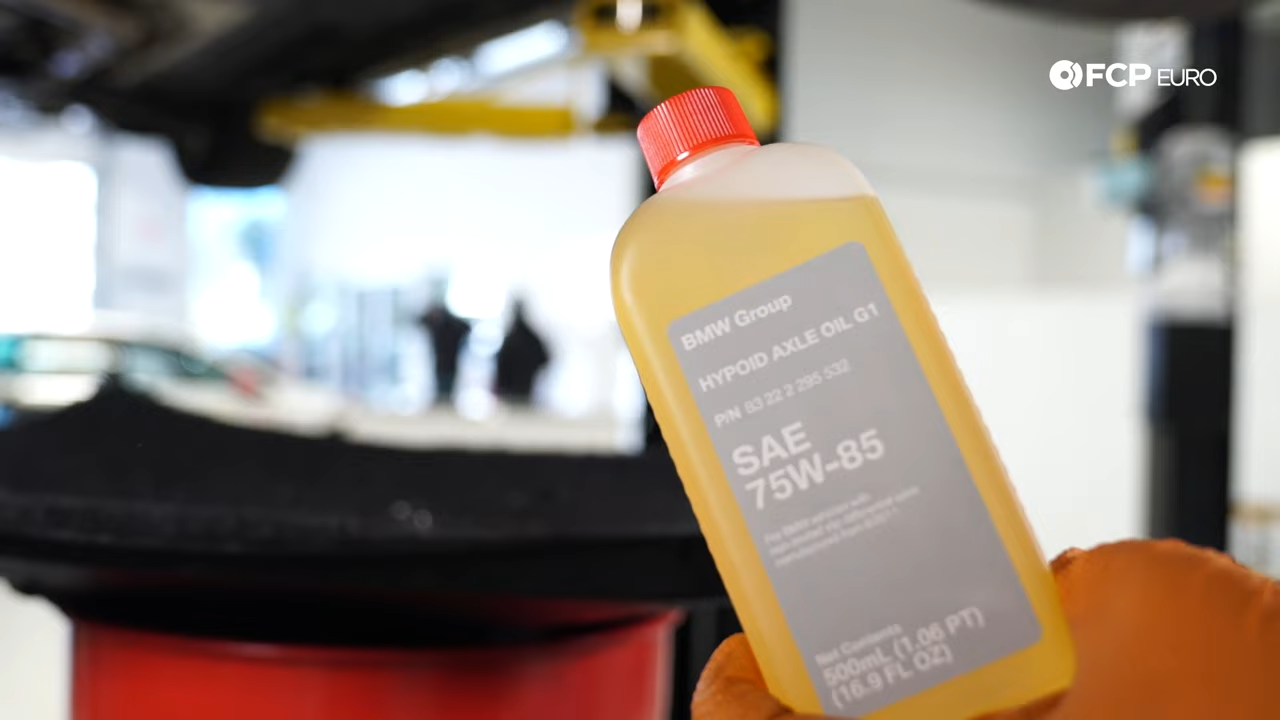 FCP EURO
BMW Group
HYPOID AXLE OIL G1
P/N 83 22 2 295 532
SAE
75W-85
Net Contents
500mL (1.06 PT)
(16.9 FL OZ)